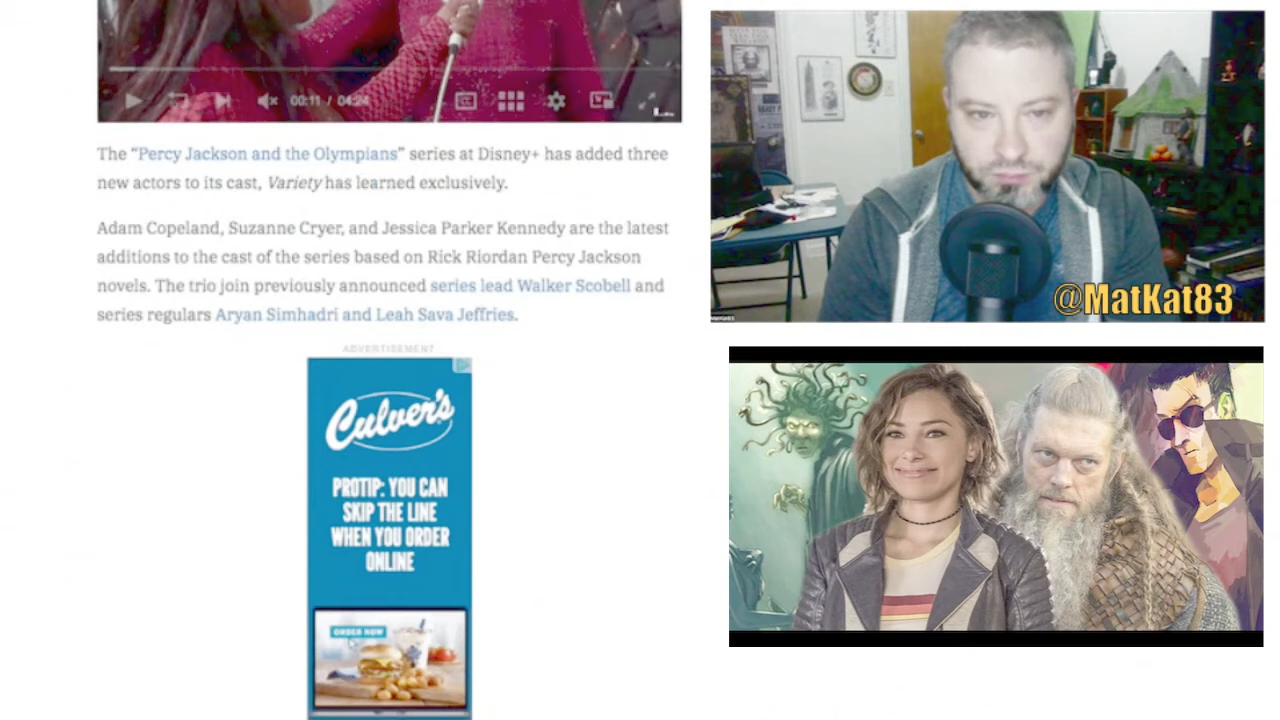 00:11 / 04:24
The “Percy Jackson and the Olympians” series at Disney+ has added three
new actors to its cast, Variety has learned exclusively.
Adam Copeland, Suzanne Cryer, and Jessica Parker Kennedy are the latest
additions to the cast of the series based on Rick Riordan Percy Jackson
novels. The trio join previously announced series lead Walker Scobell and
series regulars Aryan Simhadri and Leah Sava Jeffries.
ADVERTISEMENT
Culver's
PROTIP: YOU CAN
SKIP THE LINE
WHEN YOU ORDER
ONLINE
ORDER NOW
@MatKat83
MatKat83